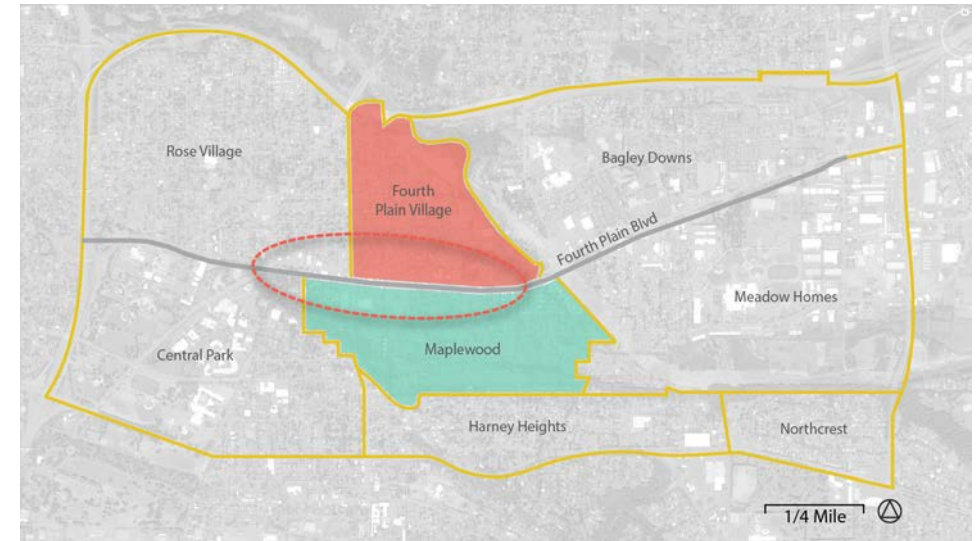 Rose Village
Bagley Downs
Fourth
Plain Village
Fourth Plain Blvd
Meadow Homes
Central Park
Maplewood
Harney Heights
Northcrest
1/4 Mile